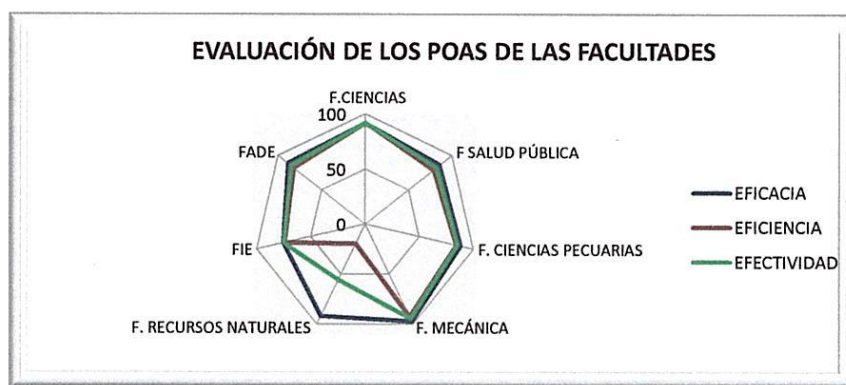 EVALUACIÓN DE LOS POAS DE LAS FACULTADES
F.CIENCIAS
100
FADE
F SALUD PÚBLICA
50
EFICACIA
0
EFICIENCIA
FIE
F. CIENCIAS PECUARIAS
EFECTIVIDAD
F. RECURSOS NATURALES
F. MECÁNICA